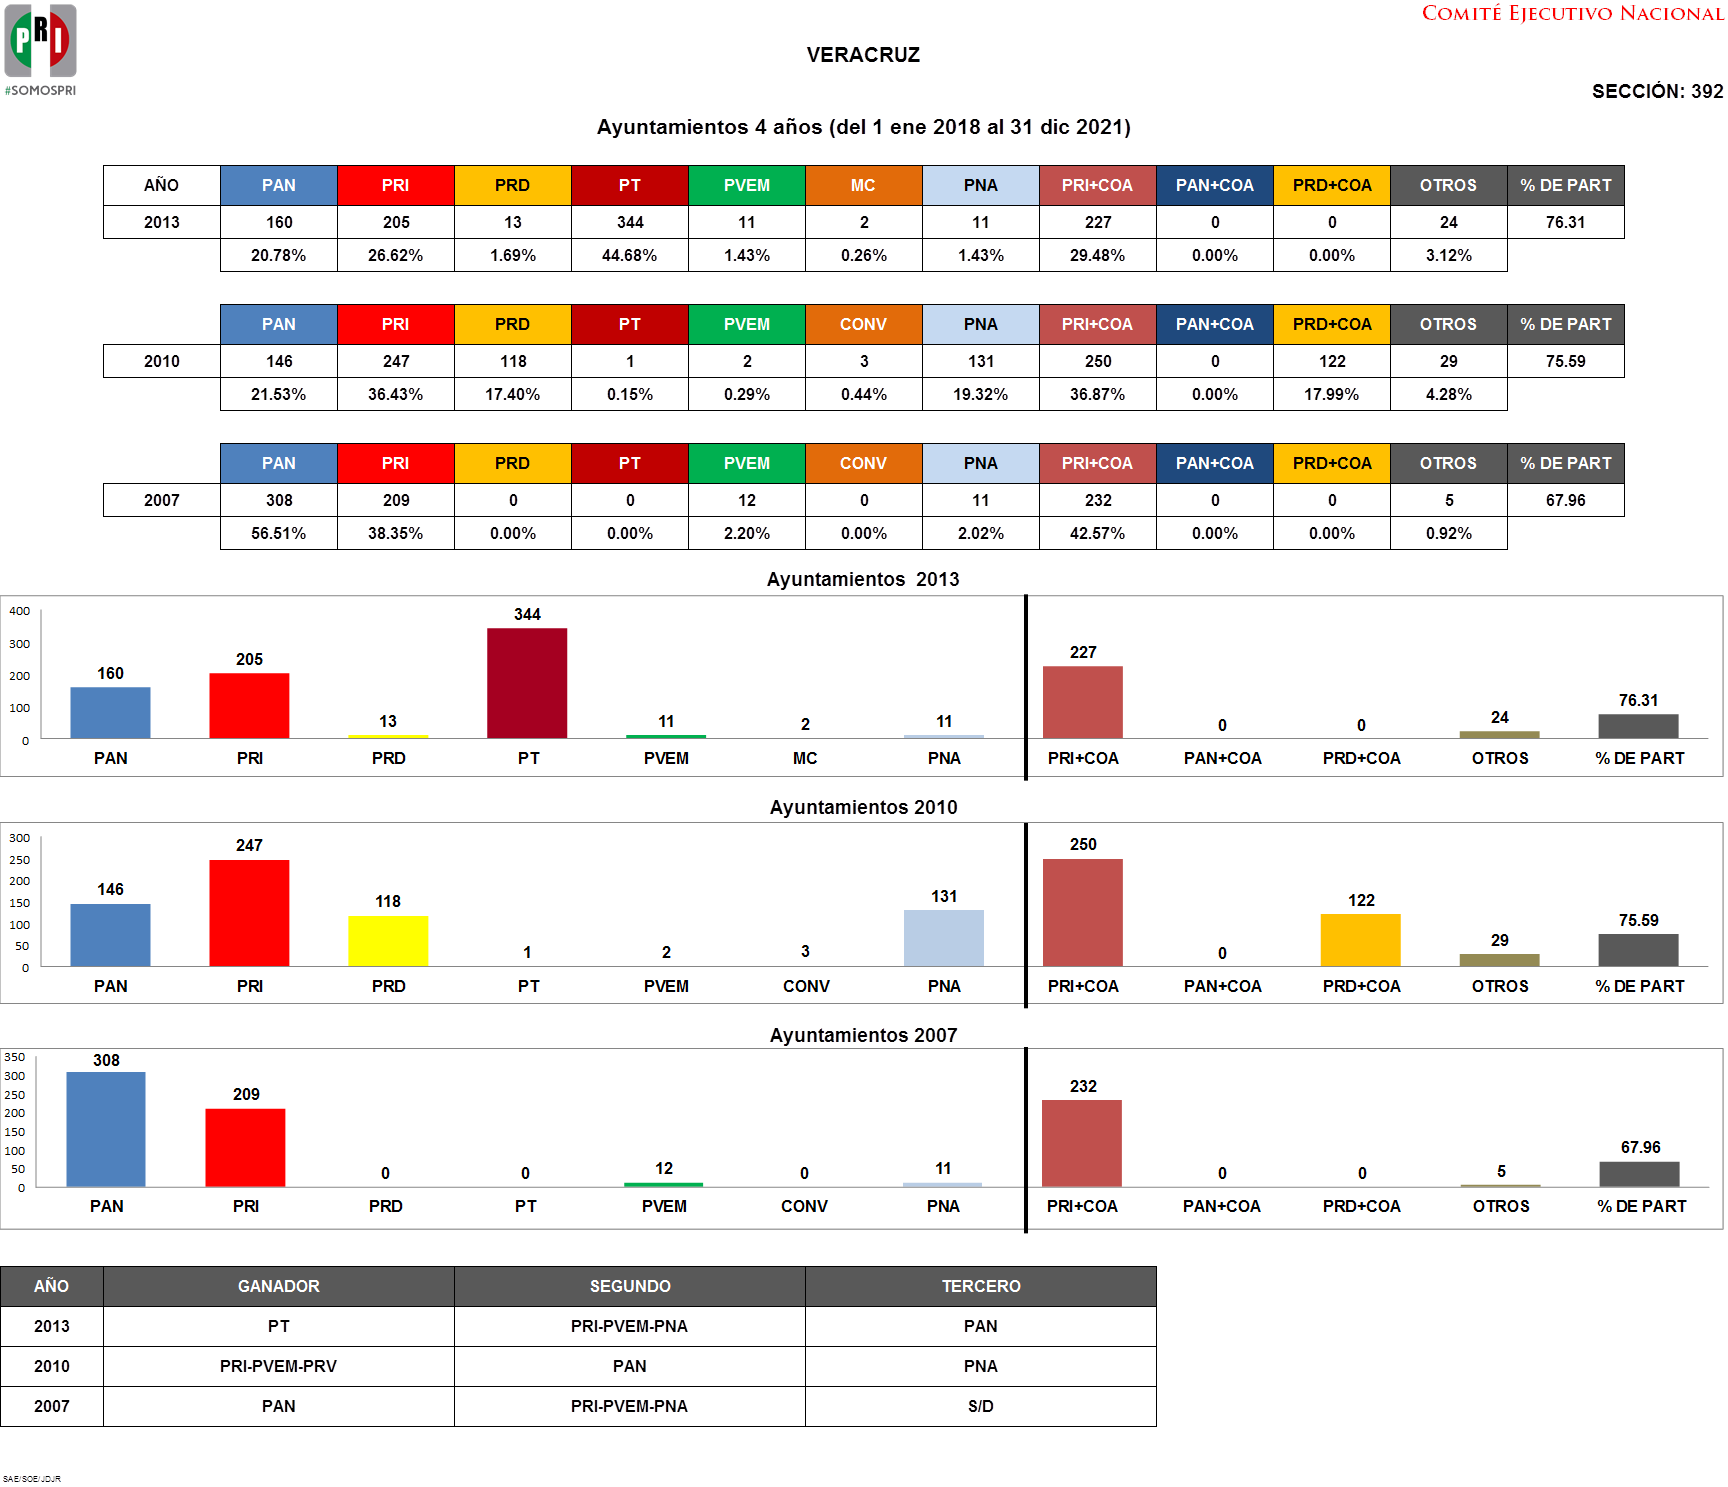 PRI
#SOMOSPRI
COMITÉ EJECUTIVO NACIONAL
VERACRUZ
SECCIÓN: 392
Ayuntamientos 4 años (del 1 ene 2018 al 31 dic 2021)
AÑO PAN PRI PRD PT PVEM MC PNA PRI+COA PAN+COA PRD+COA OTROS % DE PART
2013 160 205 13 344 11 2 11 227 0 0 24 76.31
20.78% 26.62% 1.69% 44.68% 1.43% 0.26% 1.43% 29.48% 0.00% 0.00% 3.12%
PAN PRI PRD PT PVEM CONV PNA PRI+COA PAN+COA PRD+COA OTROS % DE PART
2010 146 247 118 1 2 3 131 250 0 122 29 75.59
21.53% 36.43% 17.40% 0.15% 0.29% 0.44% 19.32% 36.87% 0.00% 17.99% 4.28%
PAN PRI PRD PT PVEM CONV PNA PRI+COA PAN+COA PRD+COA OTROS % DE PART
2007 308 209 0 0 12 0 11 232 0 0 5 67.96
56.51% 38.35% 0.00% 0.00% 2.20% 0.00% 2.02% 42.57% 0.00% 0.00% 0.92%
Ayuntamientos 2013
400
300
200
100
0
160 205 13 344 11 2 11 227 0 0 24 76.31
PAN PRI PRD PT PVEM MC PNA PRI+COA PAN+COA PRD+COA OTROS % DE PART
Ayuntamientos 2010
300
250
200
150
100
50
0
146 247 118 1 2 3 131 250 0 122 29 75.59
PAN PRI PRD PT PVEM CONV PNA PRI+COA PAN+COA PRD+COA OTROS % DE PART
Ayuntamientos 2007
350
300
250
200
150
100
50
0
308 209 0 0 12 0 11 232 0 0 5 67.96
PAN PRI PRD PT PVEM CONV PNA PRI+COA PAN+COA PRD+COA OTROS % DE PART
AÑO GANADOR SEGUNDO TERCERO
2013 PT PRI-PVEM-PNA PAN
2010 PRI-PVEM-PRV PAN PNA
2007 PAN PRI-PVEM-PNA S/D
SAE/SOE/JDJR